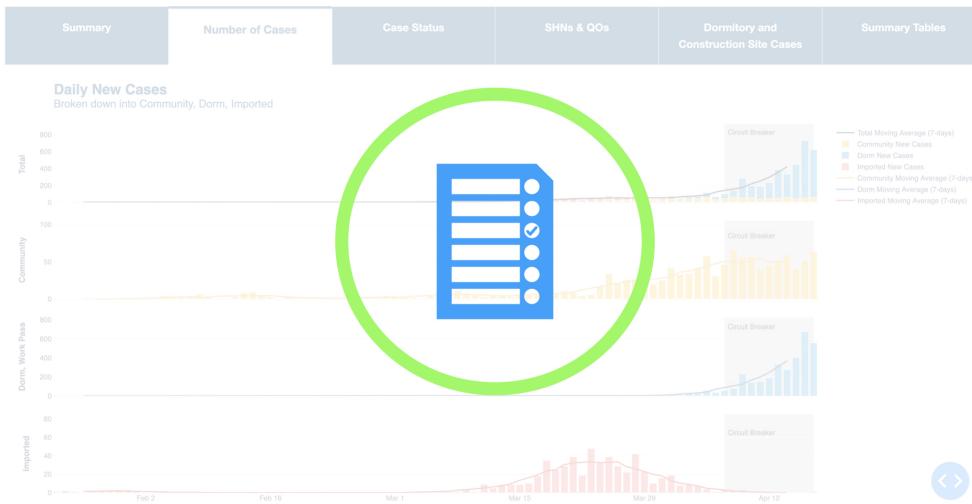 Summary
Number of Cases
Case Status
SHNs & QOs
Dormitory and
Construction Site Cases
Summary Tables
Daily New Cases
Broken down into Community, Dorm, Imported
Total
800
600
400
200
0
Circuit Breaker
Total Moving Average (7-days)
Community New Cases
Dorm New Cases
Imported New Cases
Community Moving Average (7-days
Dorm Moving Average (7-days)
Imported Moving Average (7-days)
Community
100
50
0
Circuit Breaker
Dorm, Work Pass
800
600
400
200
0
Circuit Breaker
Imported
80
60
40
20
0
Circuit Breaker
Feb 2
Feb 16
Mar 1
Mar 15
Mar 29
Apr 12